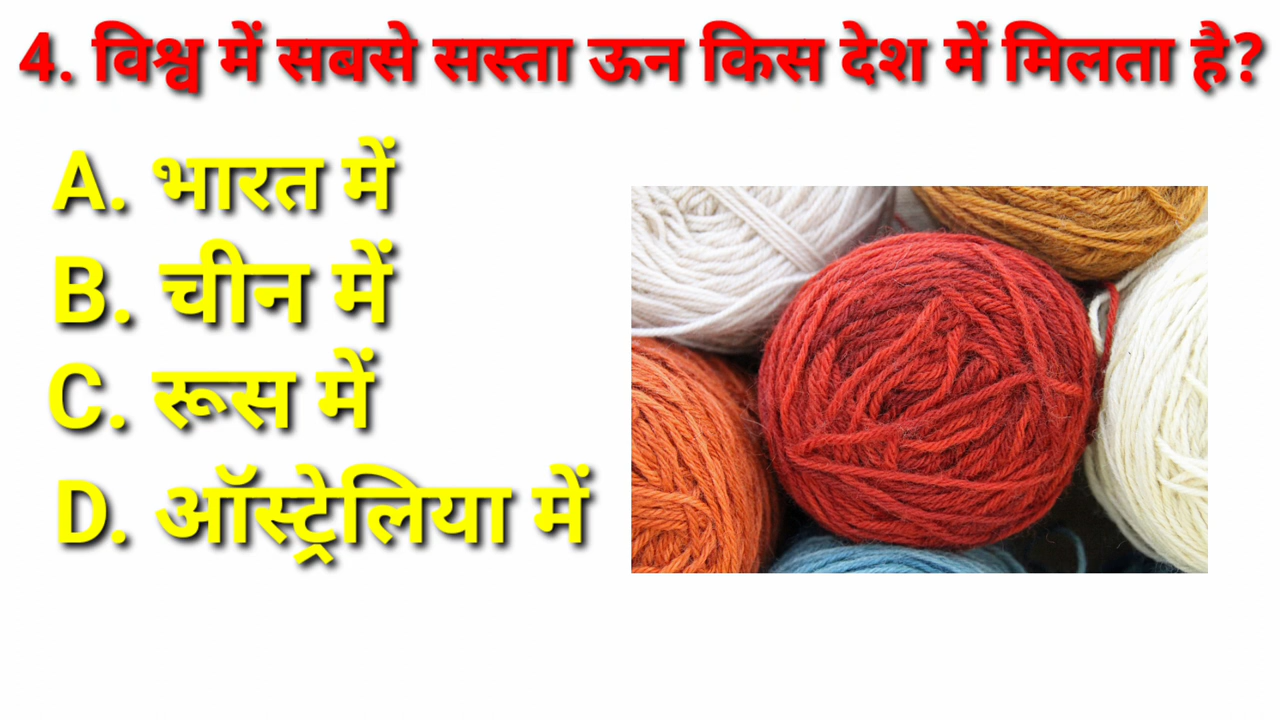 4. विश्व में सबसे सस्ता ऊन किस देश में मिलता है?
A. भारत में
B. चीन में
C. रूस में
D. ऑस्ट्रेलिया में